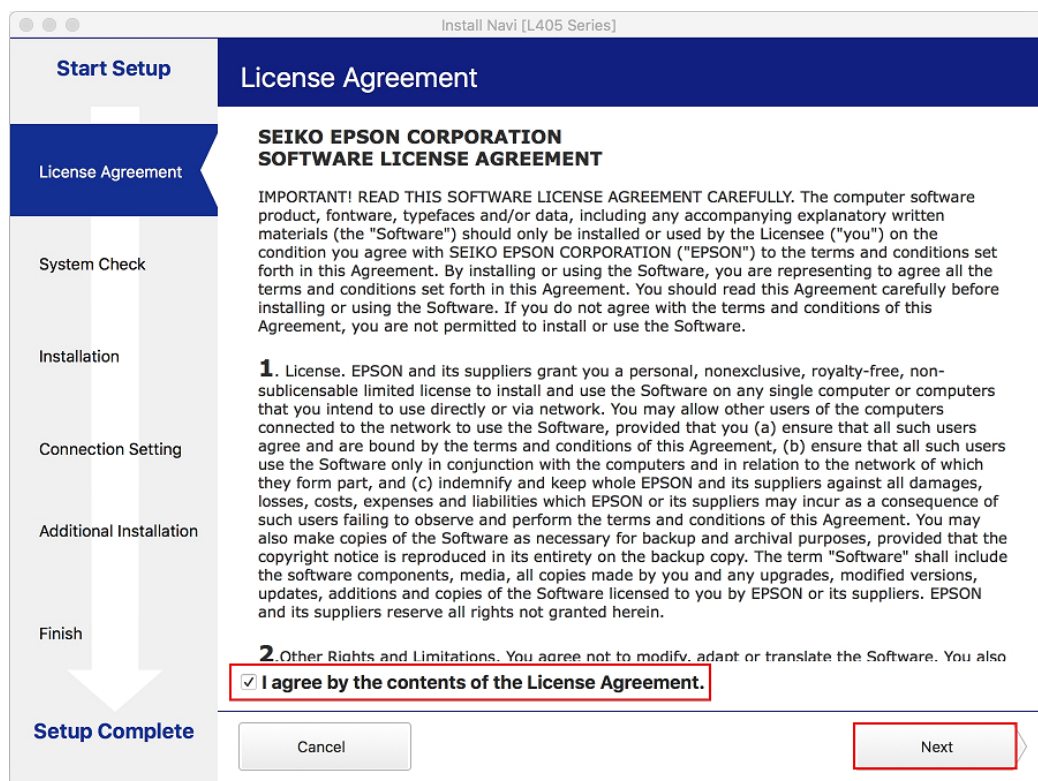 Install Navi [L405 Series]
Start Setup
License Agreement
System Check
Installation
Connection Setting
Additional Installation
Finish
Setup Complete
License Agreement
SEIKO EPSON CORPORATION
SOFTWARE LICENSE AGREEMENT
IMPORTANT! READ THIS SOFTWARE LICENSE AGREEMENT CAREFULLY. The computer software
product, fontware, typefaces and/or data, including any accompanying explanatory written
materials (the "Software") should only be installed or used by the Licensee ("you") on the
condition you agree with SEIKO EPSON CORPORATION ("EPSON") to the terms and conditions set
forth in this Agreement. By installing or using the Software, you are representing to agree all the
terms and conditions set forth in this Agreement. You should read this Agreement carefully before
installing or using the Software. If you do not agree with the terms and conditions of this
Agreement, you are not permitted to install or use the Software.
1. License. EPSON and its suppliers grant you a personal, nonexclusive, royalty-free, non-
sublicensable limited license to install and use the Software on any single computer or computers
that you intend to use directly or via network. You may allow other users of the computers
connected to the network to use the Software, provided that you (a) ensure that all such users
agree and are bound by the terms and conditions of this Agreement, (b) ensure that all such users
use the Software only in conjunction with the computers and in relation to the network of which
they form part, and (c) indemnify and keep whole EPSON and its suppliers against all damages,
losses, costs, expenses and liabilities which EPSON or its suppliers may incur as a consequence of
such users failing to observe and perform the terms and conditions of this Agreement. You may
also make copies of the Software as necessary for backup and archival purposes, provided that the
copyright notice is reproduced in its entirety on the backup copy. The term "Software" shall include
the software components, media, all copies made by you and any upgrades, modified versions,
updates, additions and copies of the Software licensed to you by EPSON or its suppliers. EPSON
and its suppliers reserve all rights not granted herein.
2.Other Rights and Limitations. You agree not to modify, adapt or translate the Software. You also
I agree by the contents of the License Agreement.
Cancel
Next